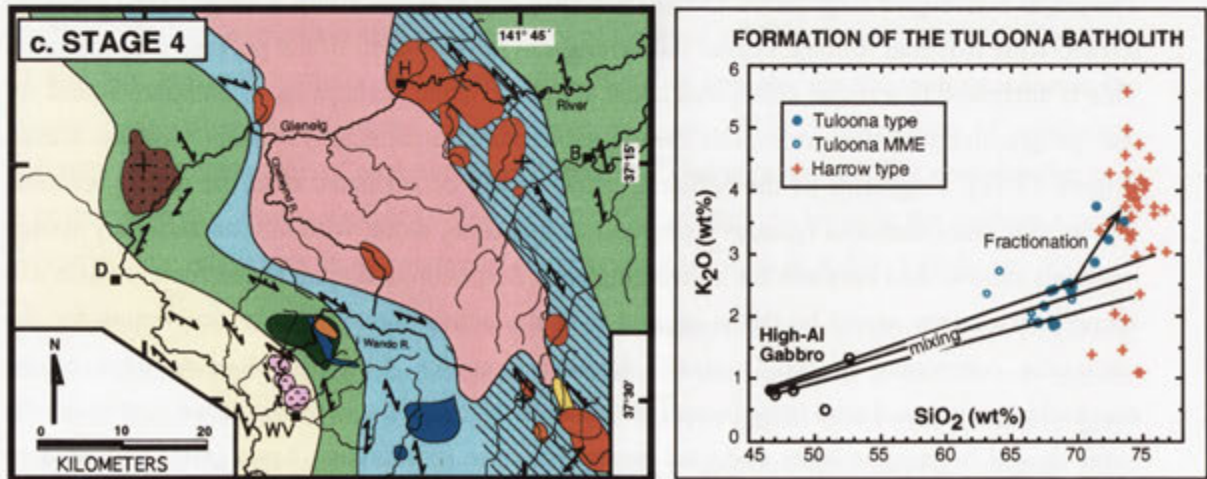 c. STAGE 4
141° 45´
H
River
Glenelg
B
37°15´
Chetwynd R.
D
Wando R.
N
37°30´
WV
0 10 20
KILOMETERS
FORMATION OF THE TULOONA BATHOLITH
6
5
4
3
2
1
0
K2O (wt%)
Tuloona type
Tuloona MME
Harrow type
Fractionation
High-Al
Gabbro
mixing
SiO2 (wt%)
45 50 55 60 65 70 75